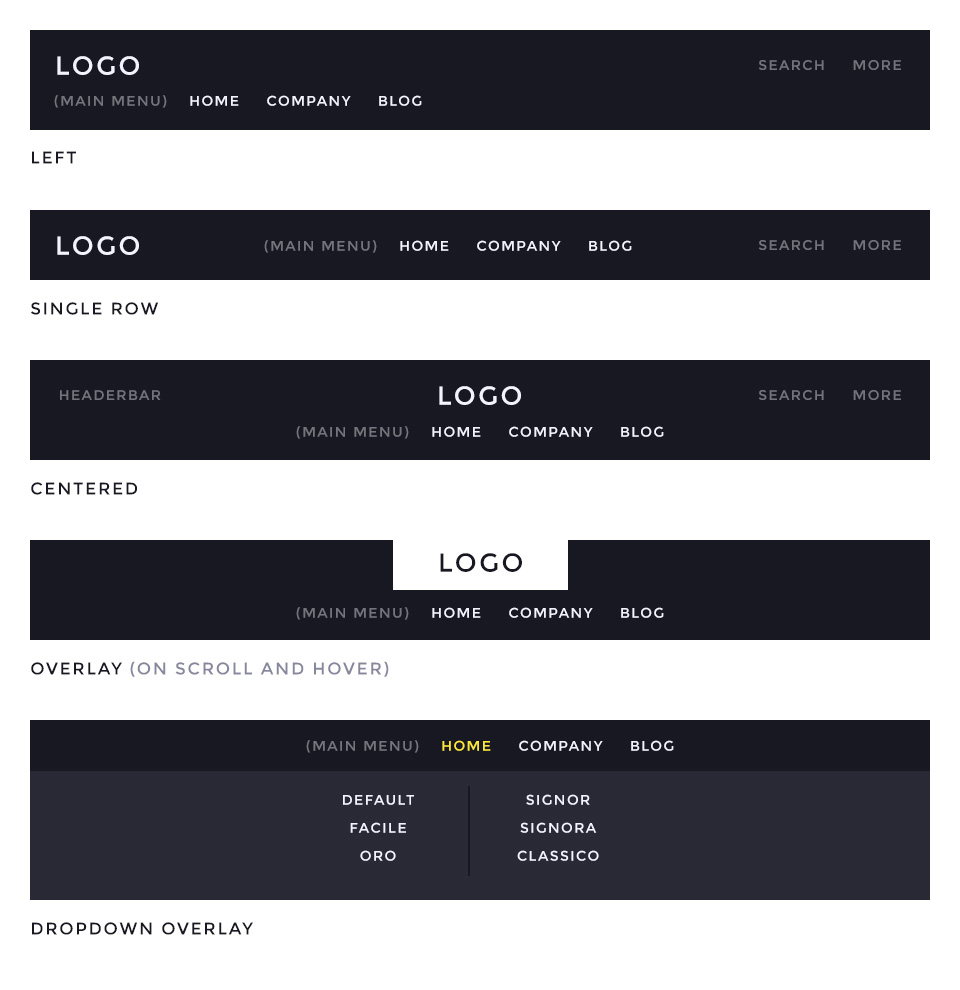 LOGO SEARCH MORE
(MAIN MENU) HOME COMPANY BLOG
LEFT
LOGO (MAIN MENU) HOME COMPANY BLOG SEARCH MORE
SINGLE ROW
HEADERBAR LOGO SEARCH MORE
(MAIN MENU) HOME COMPANY BLOG
CENTERED
LOGO
(MAIN MENU) HOME COMPANY BLOG
OVERLAY (ON SCROLL AND HOVER)
(MAIN MENU) HOME COMPANY BLOG
DEFAULT SIGNOR
FACILE SIGNORA
ORO CLASSICO
DROPDOWN OVERLAY